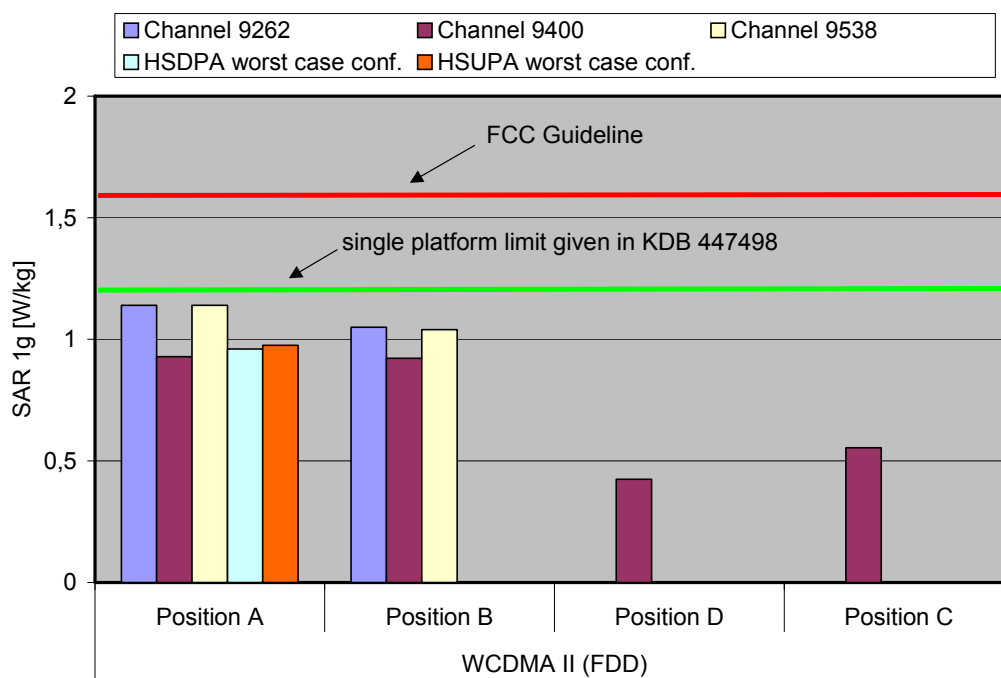 Channel 9262 Channel 9400 Channel 9538
HSDPA worst case conf. HSUPA worst case conf.
2
FCC Guideline
1,5
single platform limit given in KDB 447498
1
SAR 1g [W/kg]
0,5
0
Position A Position B Position D Position C
WCDMA II (FDD)